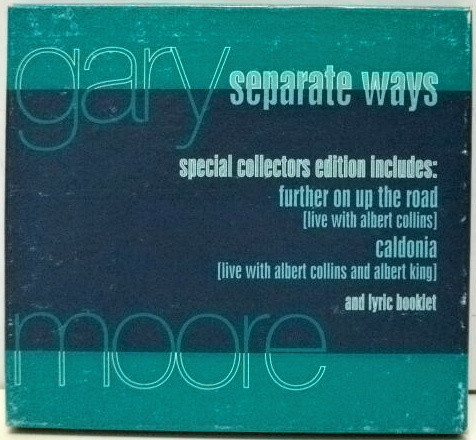 gary
separate ways
special collectors edition includes:
further on up the road
[live with albert collins]
caldonia
[live with albert collins and albert king]
and lyric booklet
moore